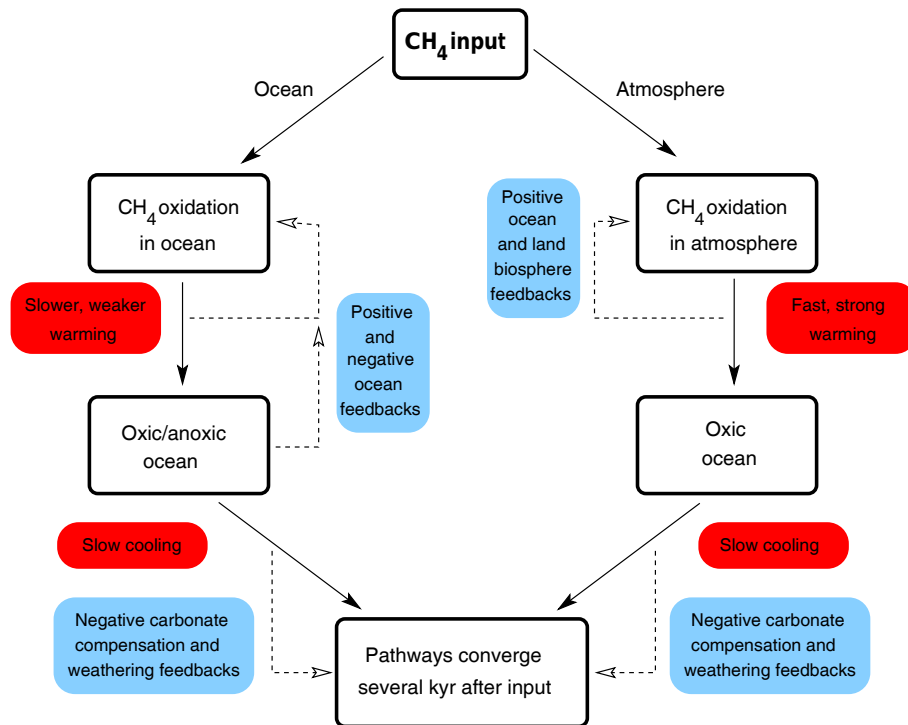 CH4 input
Ocean
Atmosphere
CH4 oxidation
in ocean
Positive
ocean
and land
biosphere
feedbacks
CH4 oxidation
in atmosphere
Slower, weaker
warming
Positive
and
negative
ocean
feedbacks
Fast, strong
warming
Oxic/anoxic
ocean
Oxic
ocean
Slow cooling
Slow cooling
Negative carbonate
compensation and
weathering feedbacks
Pathways converge
several kyr after input
Negative carbonate
compensation and
weathering feedbacks